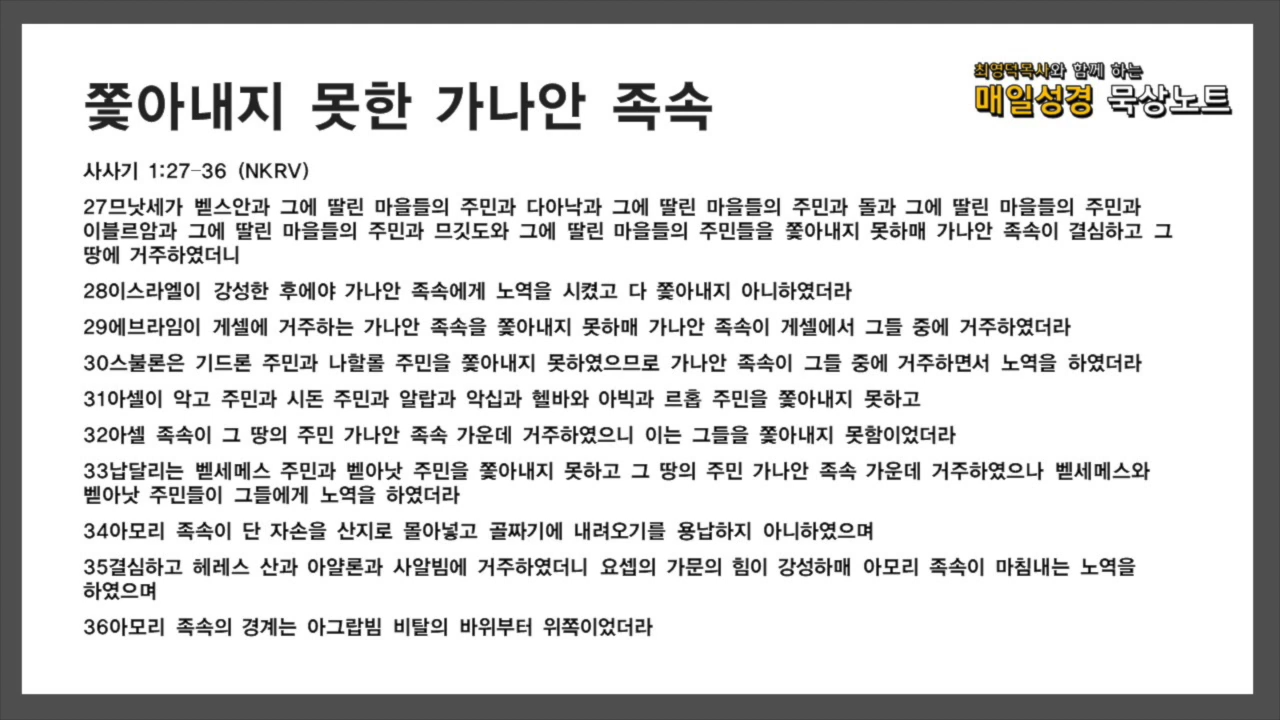 쫓아내지 못한 가나안 족속
최영덕목사와 함께 하는
매일성경 묵상노트
사사기 1:27-36 (NKRV)
27므낫세가 벧스안과 그에 딸린 마을들의 주민과 다아낙과 그에 딸린 마을들의 주민과 돌과 그에 딸린 마을들의 주민과
이블르암과 그에 딸린 마을들의 주민과 므깃도와 그에 딸린 마을들의 주민들을 쫓아내지 못하매 가나안 족속이 결심하고 그
땅에 거주하였더니
28이스라엘이 강성한 후에야 가나안 족속에게 노역을 시켰고 다 쫓아내지 아니하였더라
29에브라임이 게셀에 거주하는 가나안 족속을 쫓아내지 못하매 가나안 족속이 게셀에서 그들 중에 거주하였더라
30스불론은 기드론 주민과 나할롤 주민을 쫓아내지 못하였으므로 가나안 족속이 그들 중에 거주하면서 노역을 하였더라
31아셀이 악고 주민과 시돈 주민과 알랍과 악십과 헬바와 아빅과 르홉 주민을 쫓아내지 못하고
32아셀 족속이 그 땅의 주민 가나안 족속 가운데 거주하였으니 이는 그들을 쫓아내지 못함이었더라
33납달리는 벧세메스 주민과 벧아낫 주민을 쫓아내지 못하고 그 땅의 주민 가나안 족속 가운데 거주하였으나 벧세메스와
벧아낫 주민들이 그들에게 노역을 하였더라
34아모리 족속이 단 자손을 산지로 몰아넣고 골짜기에 내려오기를 용납하지 아니하였으며
35결심하고 헤레스 산과 아얄론과 사알빔에 거주하였더니 요셉의 가문의 힘이 강성하매 아모리 족속이 마침내는 노역을
하였으며
36아모리 족속의 경계는 아그랍빔 비탈의 바위부터 위쪽이었더라